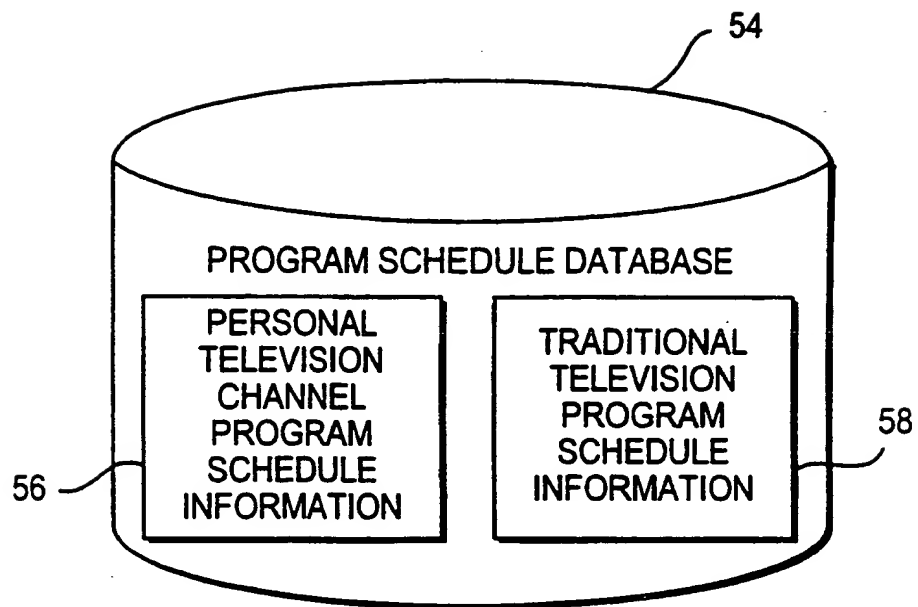 54
PROGRAM SCHEDULE DATABASE
PERSONAL
TELEVISION
CHANNEL
PROGRAM
SCHEDULE
INFORMATION
56
TRADITIONAL
TELEVISION
PROGRAM
SCHEDULE
INFORMATION
58